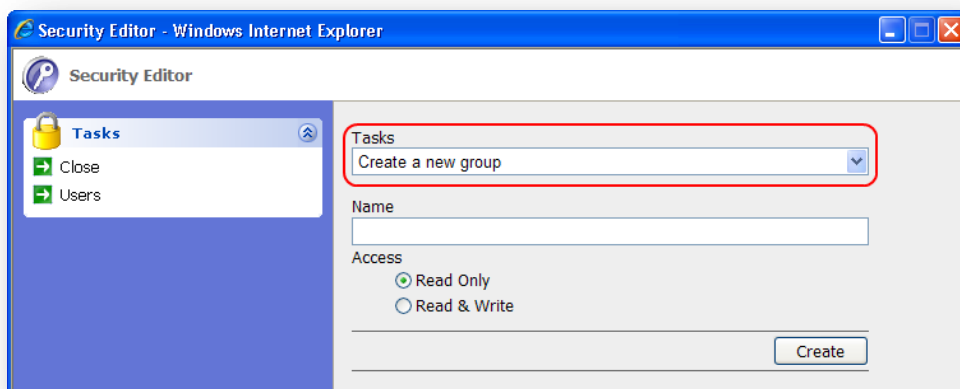 Security Editor - Windows Internet Explorer
Security Editor
Tasks
Close
Users
Tasks
Create a new group
Name
Access
Read Only
Read & Write
Create